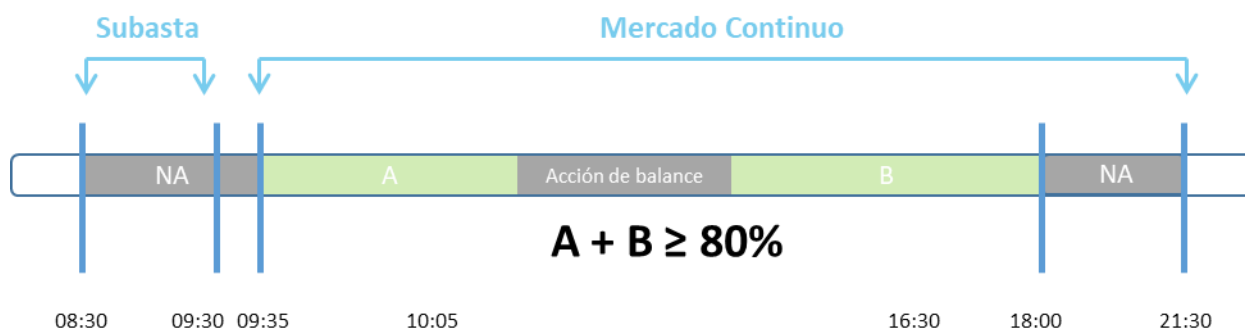 Subasta
Mercado Continuo
NA
A
Acción de balance
B
NA
A + B ≥ 80%
08:30
09:30
09:35
10:05
16:30
18:00
21:30